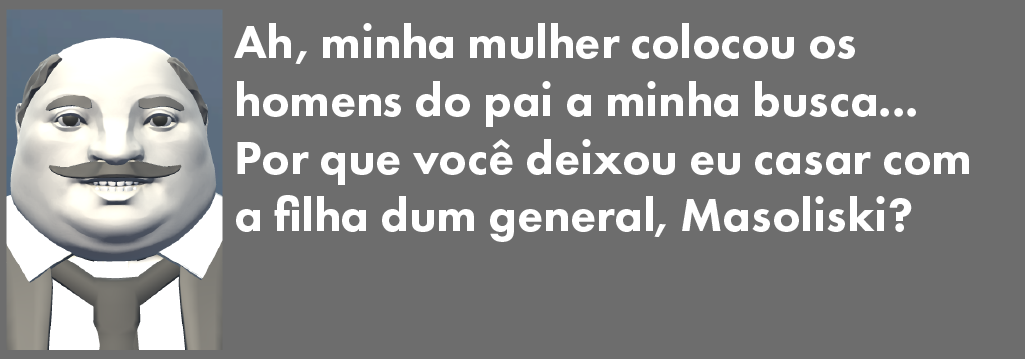 Ah, minha mulher colocou os
homens do pai a minha busca...
Por que você deixou eu casar com
a filha dum general, Masoliski?